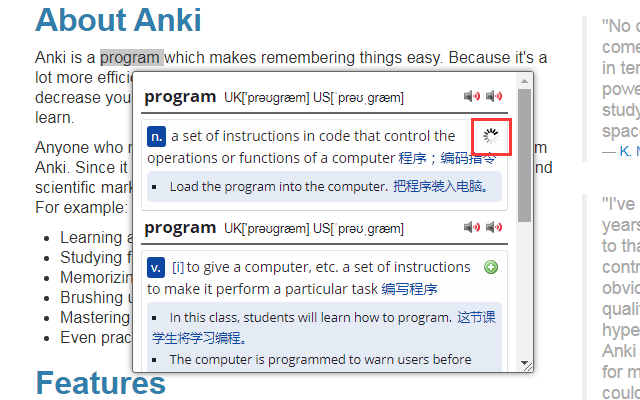 About Anki
Anki is a program which makes remembering things easy. Because it's a
lot more effici
decrease you
learn.
Anyone who m
Anki. Since it
scientific mark
For example:
Learning a
Studying f
Memorizin
Brushing u
Mastering
Even prac
Features
program UK['prəʊgræm] US[ˈprəʊˌgræm]
n. a set of instructions in code that control the
operations or functions of a computer 程序；编码指令
Load the program into the computer. 把程序装入电脑。
program UK['prəʊgræm] US[ˈprəʊˌgræm]
v. [i] to give a computer, etc. a set of instructions
to make it perform a particular task 编写程序
In this class, students will learn how to program. 这节课
学生将学习编程。
The computer is programmed to warn users before
m
and
"No c
come
in ter
powe
study
spac
— K. N
"I've
years
to tha
contr
obvio
qualit
hype
Anki
for m
could